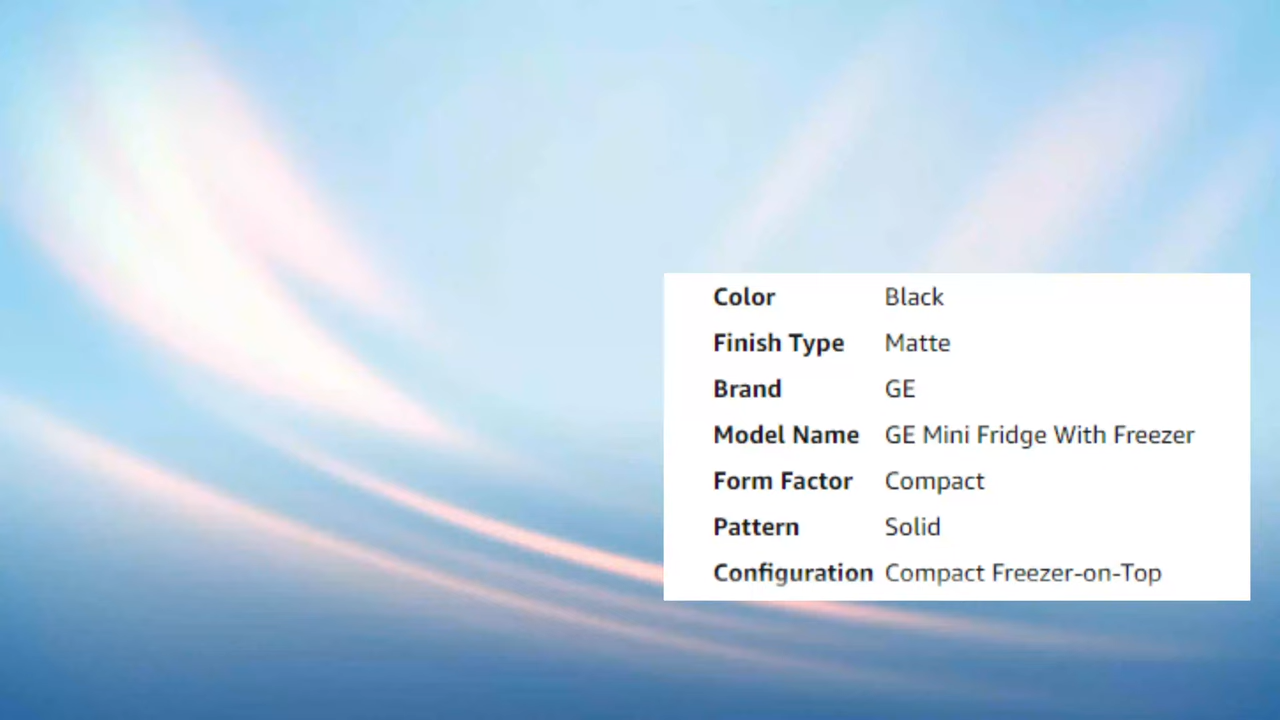 Color Black
Finish Type Matte
Brand GE
Model Name GE Mini Fridge With Freezer
Form Factor Compact
Pattern Solid
Configuration Compact Freezer-on-Top